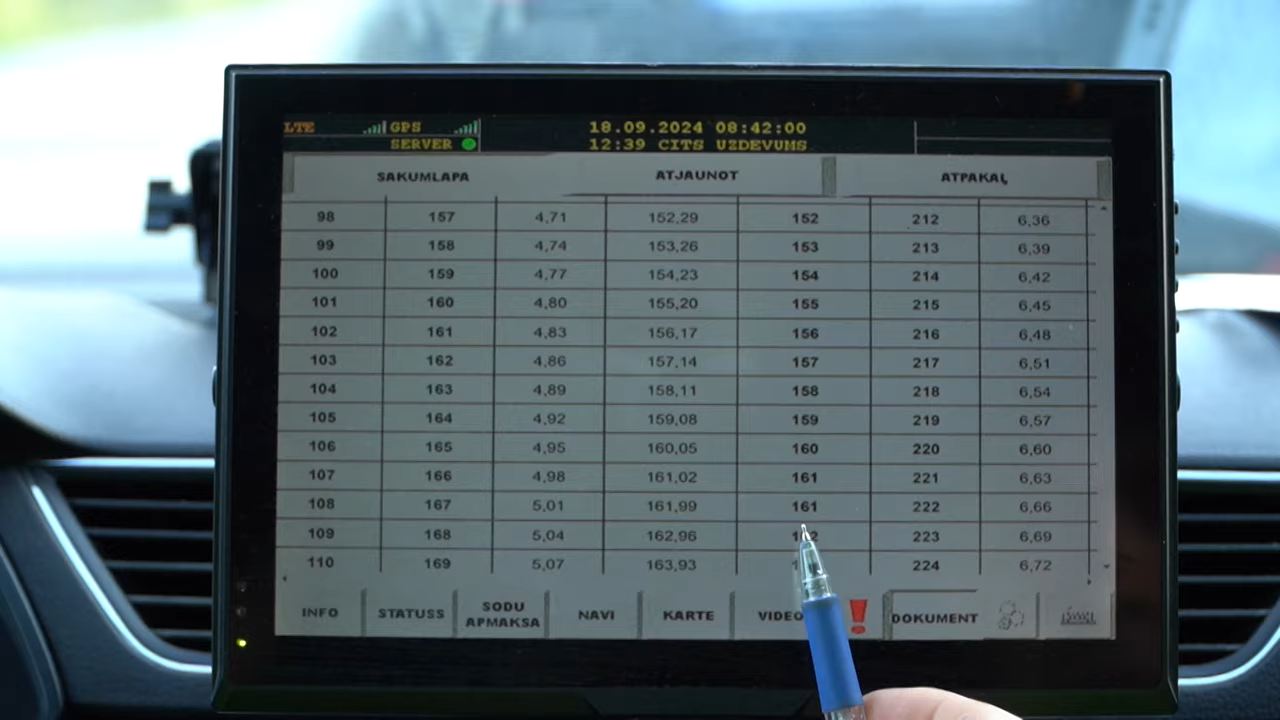 LTE GPS 18.09.2024 08:42:00
SERVER 12:39 CITS UZDEVUMS
SAKUMLAPA ATJAUNOT ATPAKAĻ
98 157 4,71 152,29 152 212 6,36
99 158 4,74 153,26 153 213 6,39
100 159 4,77 154,23 154 214 6,42
101 160 4,80 155,20 155 215 6,45
102 161 4,83 156,17 156 216 6,48
103 162 4,86 157,14 157 217 6,51
104 163 4,89 158,11 158 218 6,54
105 164 4,92 159,08 159 219 6,57
106 165 4,95 160,05 160 220 6,60
107 166 4,98 161,02 161 221 6,63
108 167 5,01 161,99 161 222 6,66
109 168 5,04 162,96 223 6,69
110 169 5,07 163,93 224 6,72
INFO STATUSS SODU APMAKSA NAVI KARTE VIDEO ! DOKUMENT